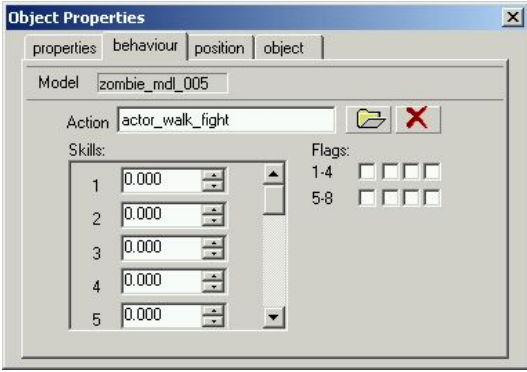 Object Properties
properties behaviour position object
Model zombie_mdl_005
Action actor_walk_fight
Skills: Flags:
1 0.000 1-4
2 0.000 5-8
3 0.000
4 0.000
5 0.000